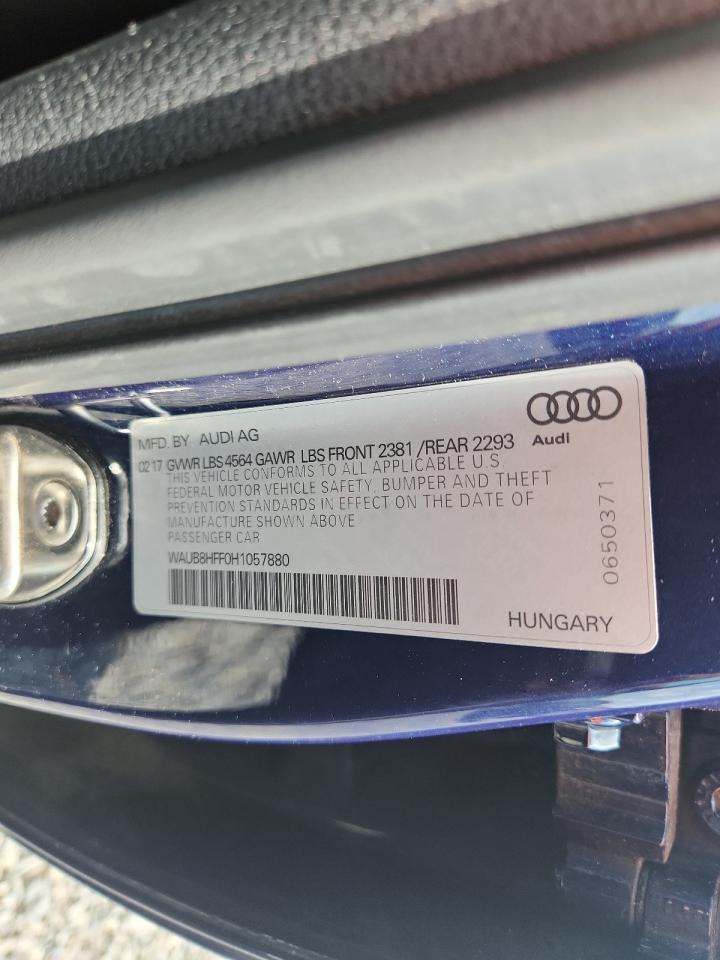 MFD. BY AUDI AG
Audi
02 17 GVWR LBS 4564 GAWR LBS FRONT 2381 /REAR 2293
THIS VEHICLE CONFORMS TO ALL APPLICABLE U.S.
FEDERAL MOTOR VEHICLE SAFETY, BUMPER AND THEFT
PREVENTION STANDARDS IN EFFECT ON THE DATE OF
MANUFACTURE SHOWN ABOVE
PASSENGER CAR
WAUB8HFF0H1057880
0650371
HUNGARY